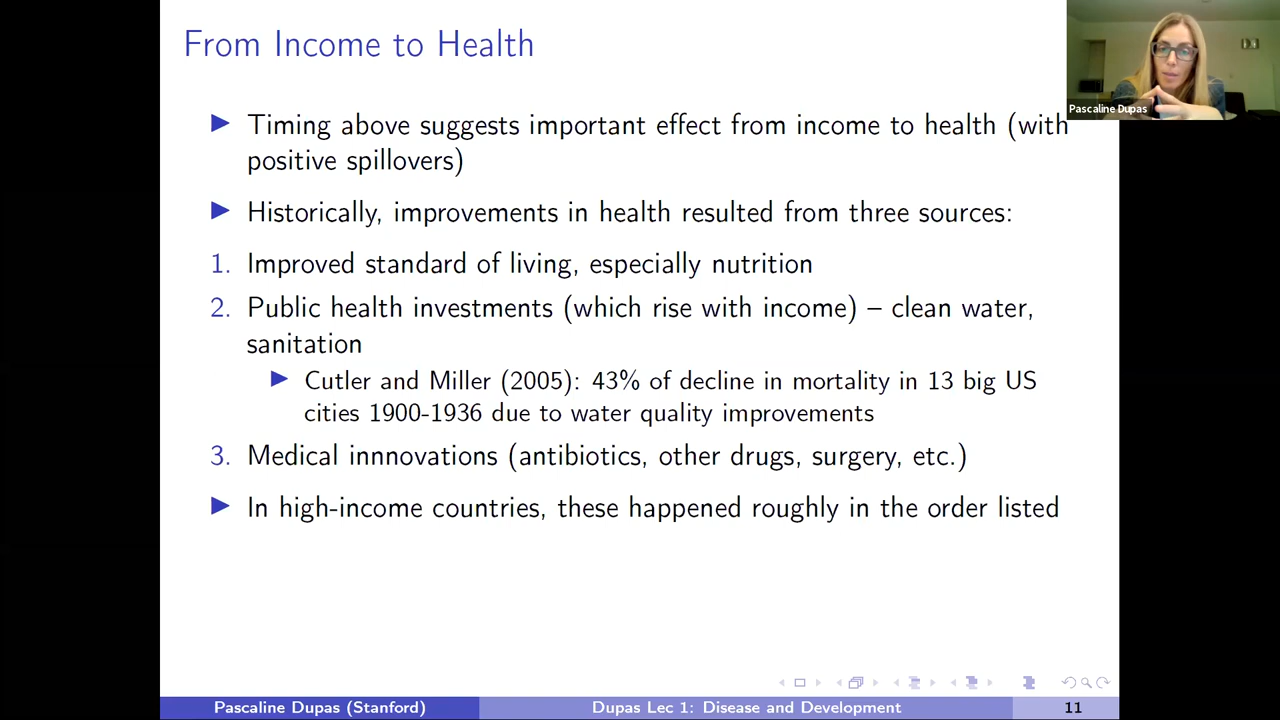 From Income to Health
Timing above suggests important effect from income to health (with
positive spillovers)
Historically, improvements in health resulted from three sources:
1. Improved standard of living, especially nutrition
2. Public health investments (which rise with income) – clean water,
sanitation
Cutler and Miller (2005): 43% of decline in mortality in 13 big US
cities 1900-1936 due to water quality improvements
3. Medical innnovations (antibiotics, other drugs, surgery, etc.)
In high-income countries, these happened roughly in the order listed
Pascaline Dupas
Pascaline Dupas (Stanford) Dupas Lec 1: Disease and Development 11